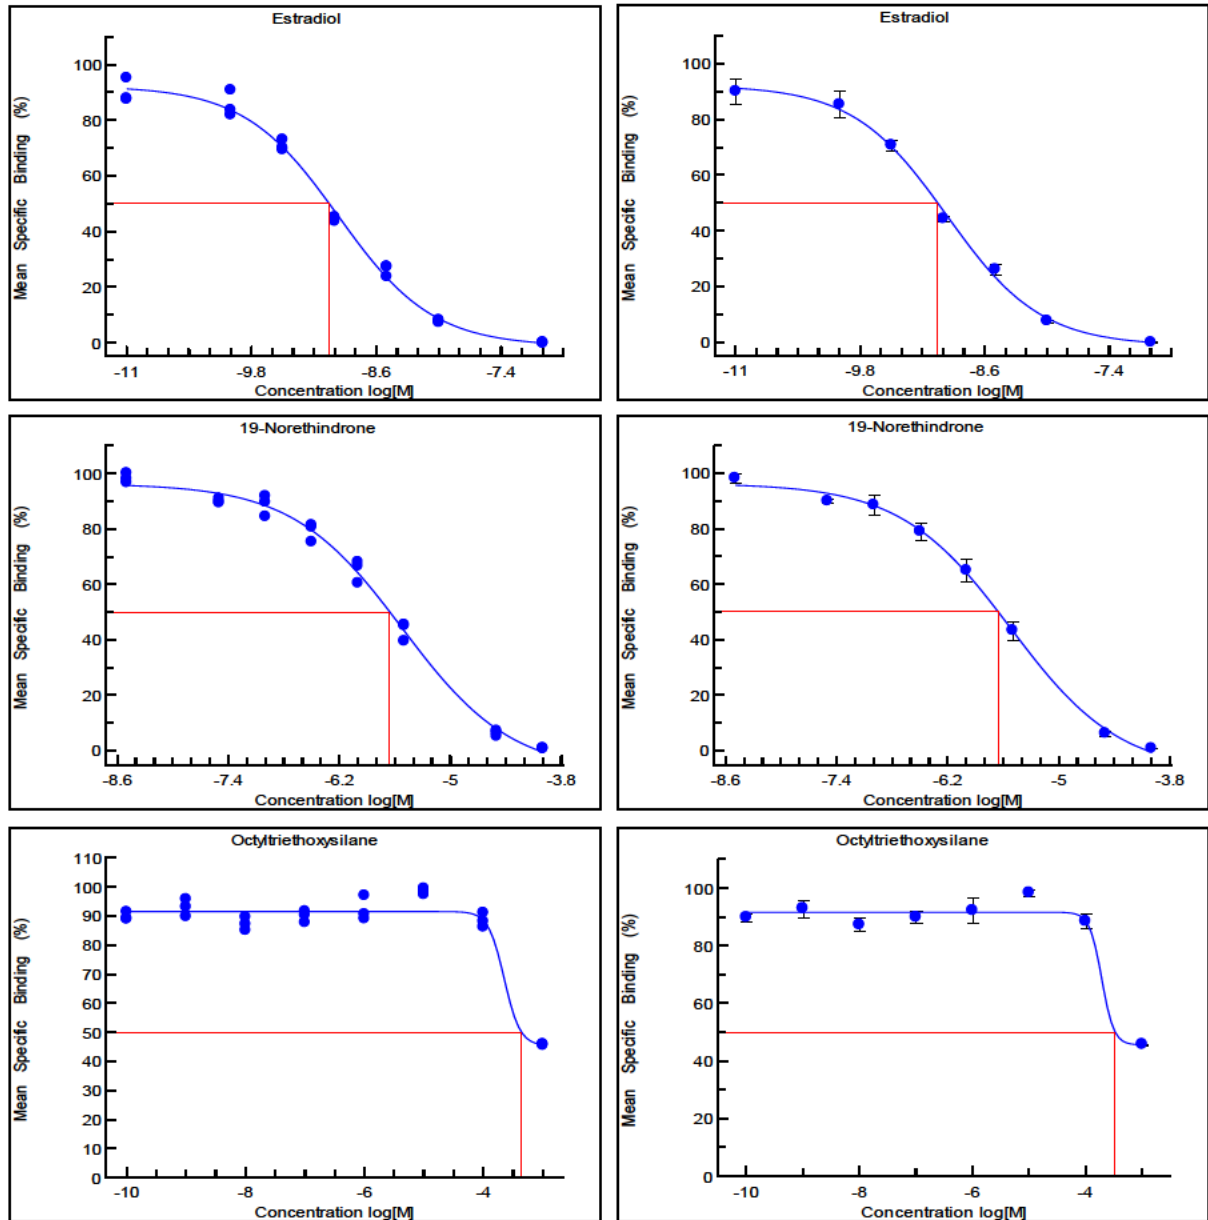 Estradiol
Mean Specific Binding (%)
100
80
60
40
20
0
-11 -9.8 -8.6 -7.4
Concentration log[M]
Estradiol
Mean Specific Binding (%)
100
80
60
40
20
0
-11 -9.8 -8.6 -7.4
Concentration log[M]
19-Norethindrone
Mean Specific Binding (%)
100
80
60
40
20
0
-8.6 -7.4 -6.2 -5 -3.8
Concentration log[M]
19-Norethindrone
Mean Specific Binding (%)
100
80
60
40
20
0
-8.6 -7.4 -6.2 -5 -3.8
Concentration log[M]
Octyltriethoxysilane
Mean Specific Binding (%)
110
100
90
80
70
60
50
40
30
20
10
0
-10 -8 -6 -4
Concentration log[M]
Octyltriethoxysilane
Mean Specific Binding (%)
100
80
60
40
20
0
-10 -8 -6 -4
Concentration log[M]